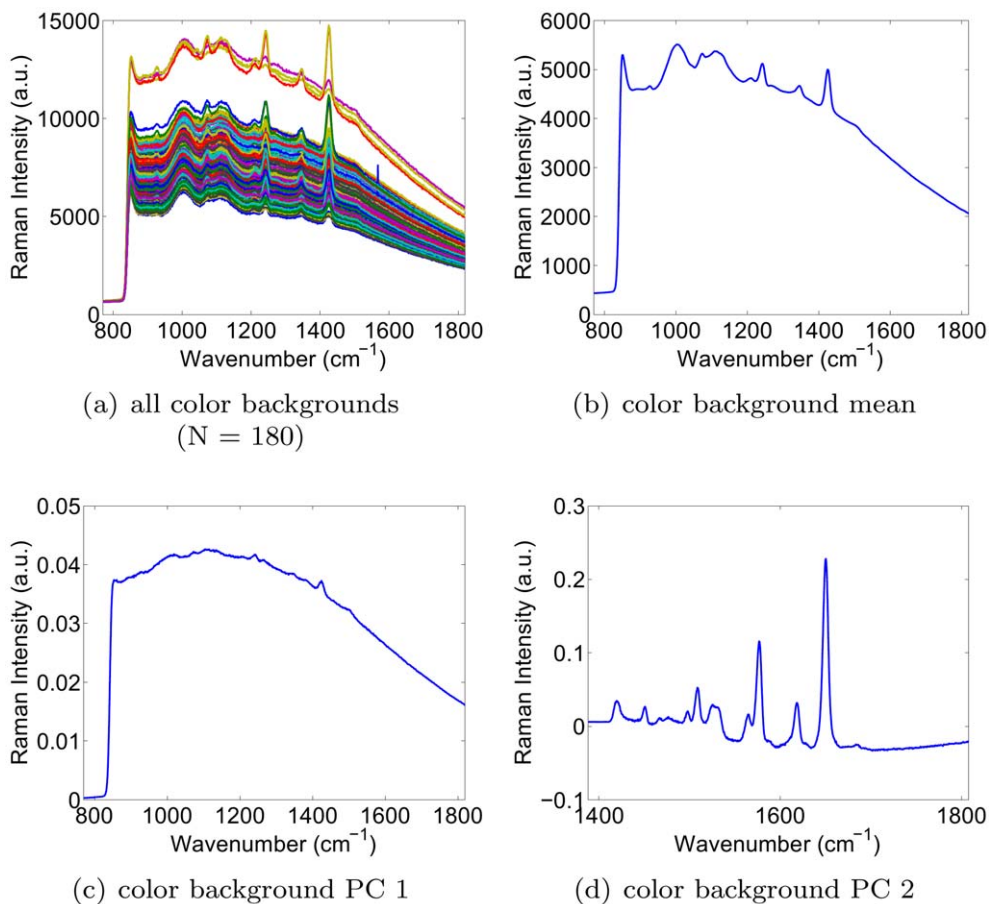 15000
10000
5000
0
Raman Intensity (a.u.)
800 1000 1200 1400 1600 1800
Wavenumber (cm⁻¹)
(a) all color backgrounds
(N = 180)
6000
5000
4000
3000
2000
1000
0
Raman Intensity (a.u.)
800 1000 1200 1400 1600 1800
Wavenumber (cm⁻¹)
(b) color background mean
0.05
0.04
0.03
0.02
0.01
0
Raman Intensity (a.u.)
800 1000 1200 1400 1600 1800
Wavenumber (cm⁻¹)
(c) color background PC 1
0.3
0.2
0.1
0
−0.1
Raman Intensity (a.u.)
1400 1600 1800
Wavenumber (cm⁻¹)
(d) color background PC 2